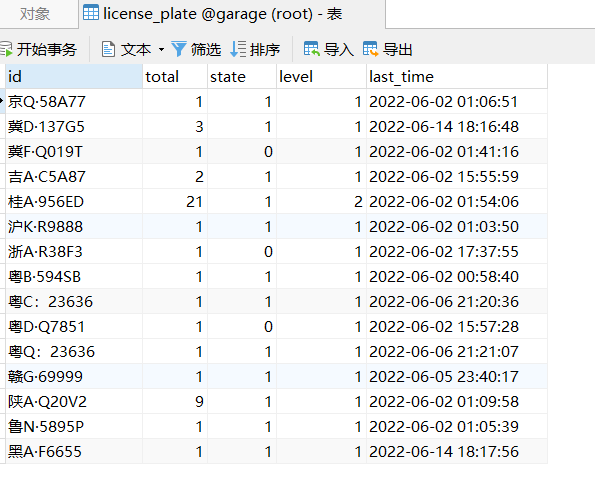 对象 license_plate @garage (root) - 表
开始事务 文本 筛选 排序 导入 导出
id total state level last_time
京Q·58A77 1 1 1 2022-06-02 01:06:51
冀D·137G5 3 1 1 2022-06-14 18:16:48
冀F·Q019T 1 0 1 2022-06-02 01:41:16
吉A·C5A87 2 1 1 2022-06-02 15:55:59
桂A·956ED 21 1 2 2022-06-02 01:54:06
沪K·R9888 1 1 1 2022-06-02 01:03:50
浙A·R38F3 1 0 1 2022-06-02 17:37:55
粤B·594SB 1 1 1 2022-06-02 00:58:40
粤C：23636 1 1 1 2022-06-06 21:20:36
粤D·Q7851 1 0 1 2022-06-02 15:57:28
粤Q：23636 1 1 1 2022-06-06 21:21:07
赣G·69999 1 1 1 2022-06-05 23:40:17
陕A·Q20V2 9 1 1 2022-06-02 01:09:58
鲁N·5895P 1 1 1 2022-06-02 01:05:39
黑A·F6655 1 1 1 2022-06-14 18:17:56